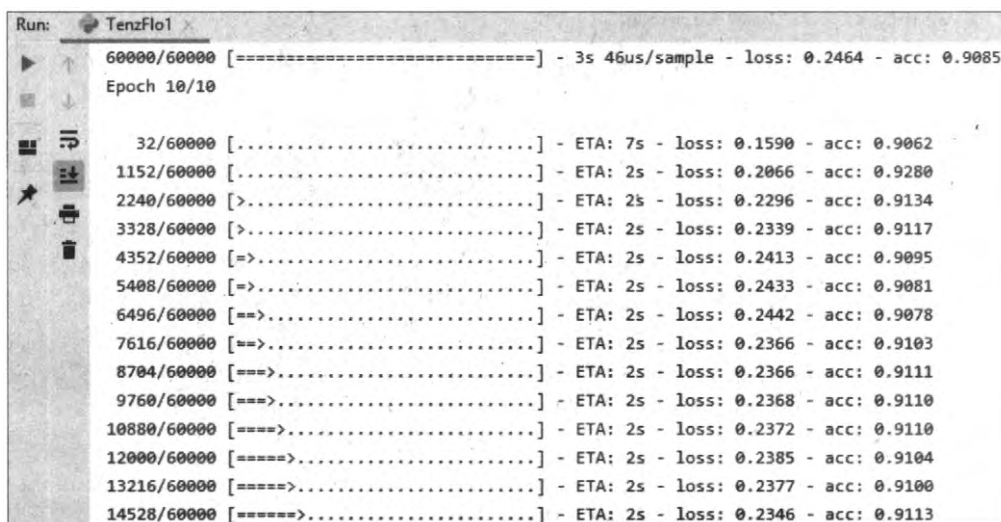 Run: TenzFlo1 ×
60000/60000 [==============================] - 3s 46us/sample - loss: 0.2464 - acc: 0.9085
Epoch 10/10
32/60000 [..............................] - ETA: 7s - loss: 0.1590 - acc: 0.9062
1152/60000 [..............................] - ETA: 2s - loss: 0.2066 - acc: 0.9280
2240/60000 [>.............................] - ETA: 2s - loss: 0.2296 - acc: 0.9134
3328/60000 [>.............................] - ETA: 2s - loss: 0.2339 - acc: 0.9117
4352/60000 [=>............................] - ETA: 2s - loss: 0.2413 - acc: 0.9095
5408/60000 [=>............................] - ETA: 2s - loss: 0.2433 - acc: 0.9081
6496/60000 [==>...........................] - ETA: 2s - loss: 0.2442 - acc: 0.9078
7616/60000 [==>...........................] - ETA: 2s - loss: 0.2366 - acc: 0.9103
8704/60000 [===>..........................] - ETA: 2s - loss: 0.2366 - acc: 0.9111
9760/60000 [===>..........................] - ETA: 2s - loss: 0.2368 - acc: 0.9110
10880/60000 [====>.........................] - ETA: 2s - loss: 0.2372 - acc: 0.9110
12000/60000 [=====>........................] - ETA: 2s - loss: 0.2385 - acc: 0.9104
13216/60000 [=====>........................] - ETA: 2s - loss: 0.2377 - acc: 0.9100
14528/60000 [======>.......................] - ETA: 2s - loss: 0.2346 - acc: 0.9113